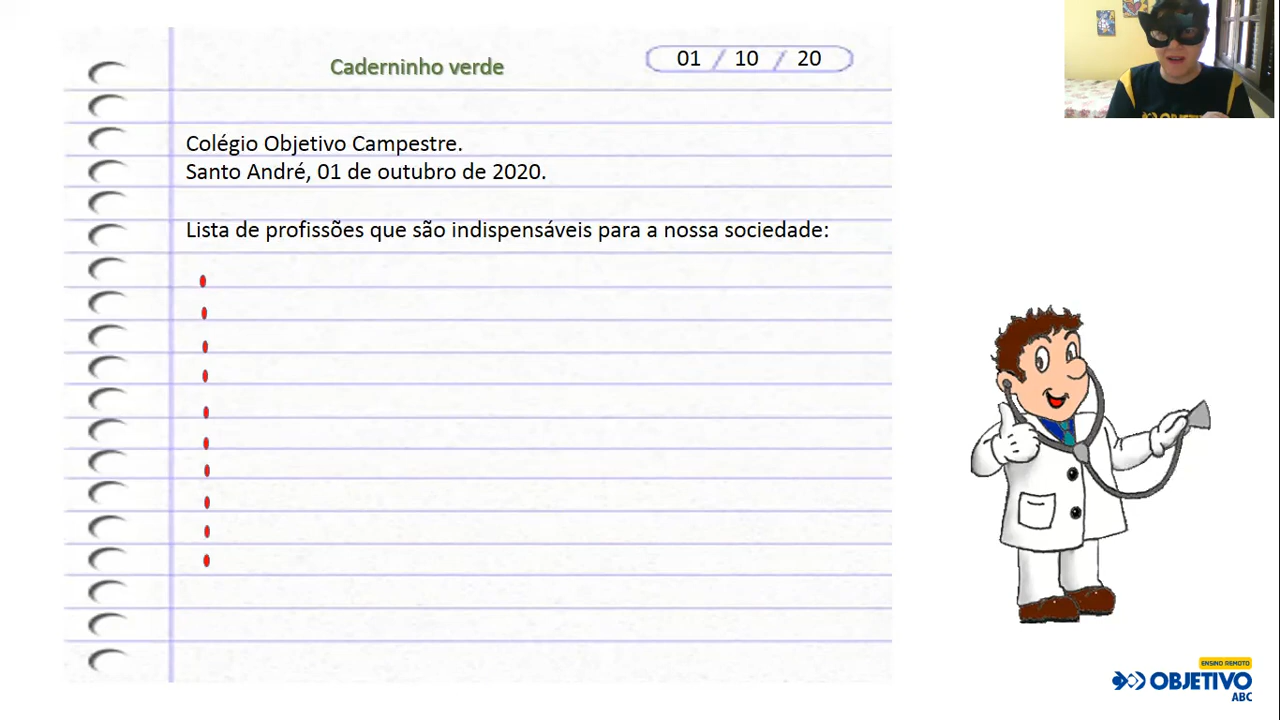 Caderninho verde
01 / 10 / 20
Colégio Objetivo Campestre.
Santo André, 01 de outubro de 2020.
Lista de profissões que são indispensáveis para a nossa sociedade:
OBJETIVO
ENSINO REMOTO
OBJETIVO
ABC